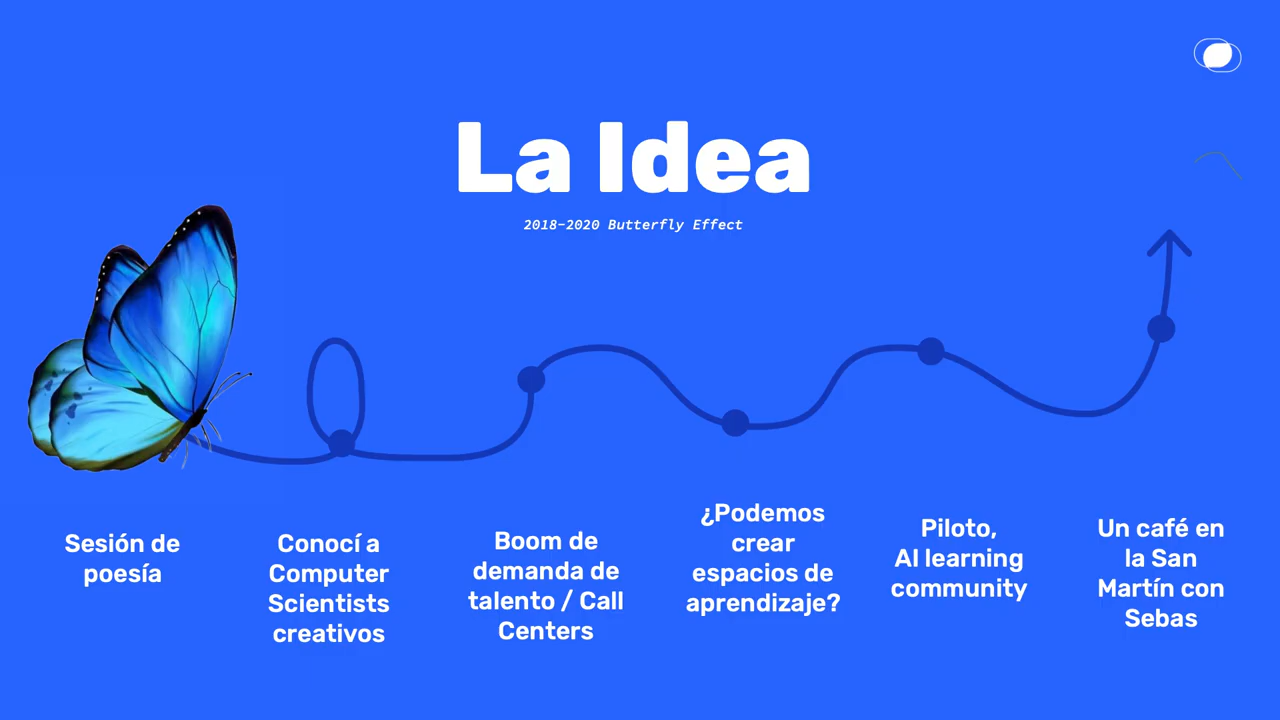 La Idea
2018-2020 Butterfly Effect
Sesión de
poesía
Conocí a
Computer
Scientists
creativos
Boom de
demanda de
talento / Call
Centers
¿Podemos
crear
espacios de
aprendizaje?
Piloto,
AI learning
community
Un café en
la San
Martín con
Sebas